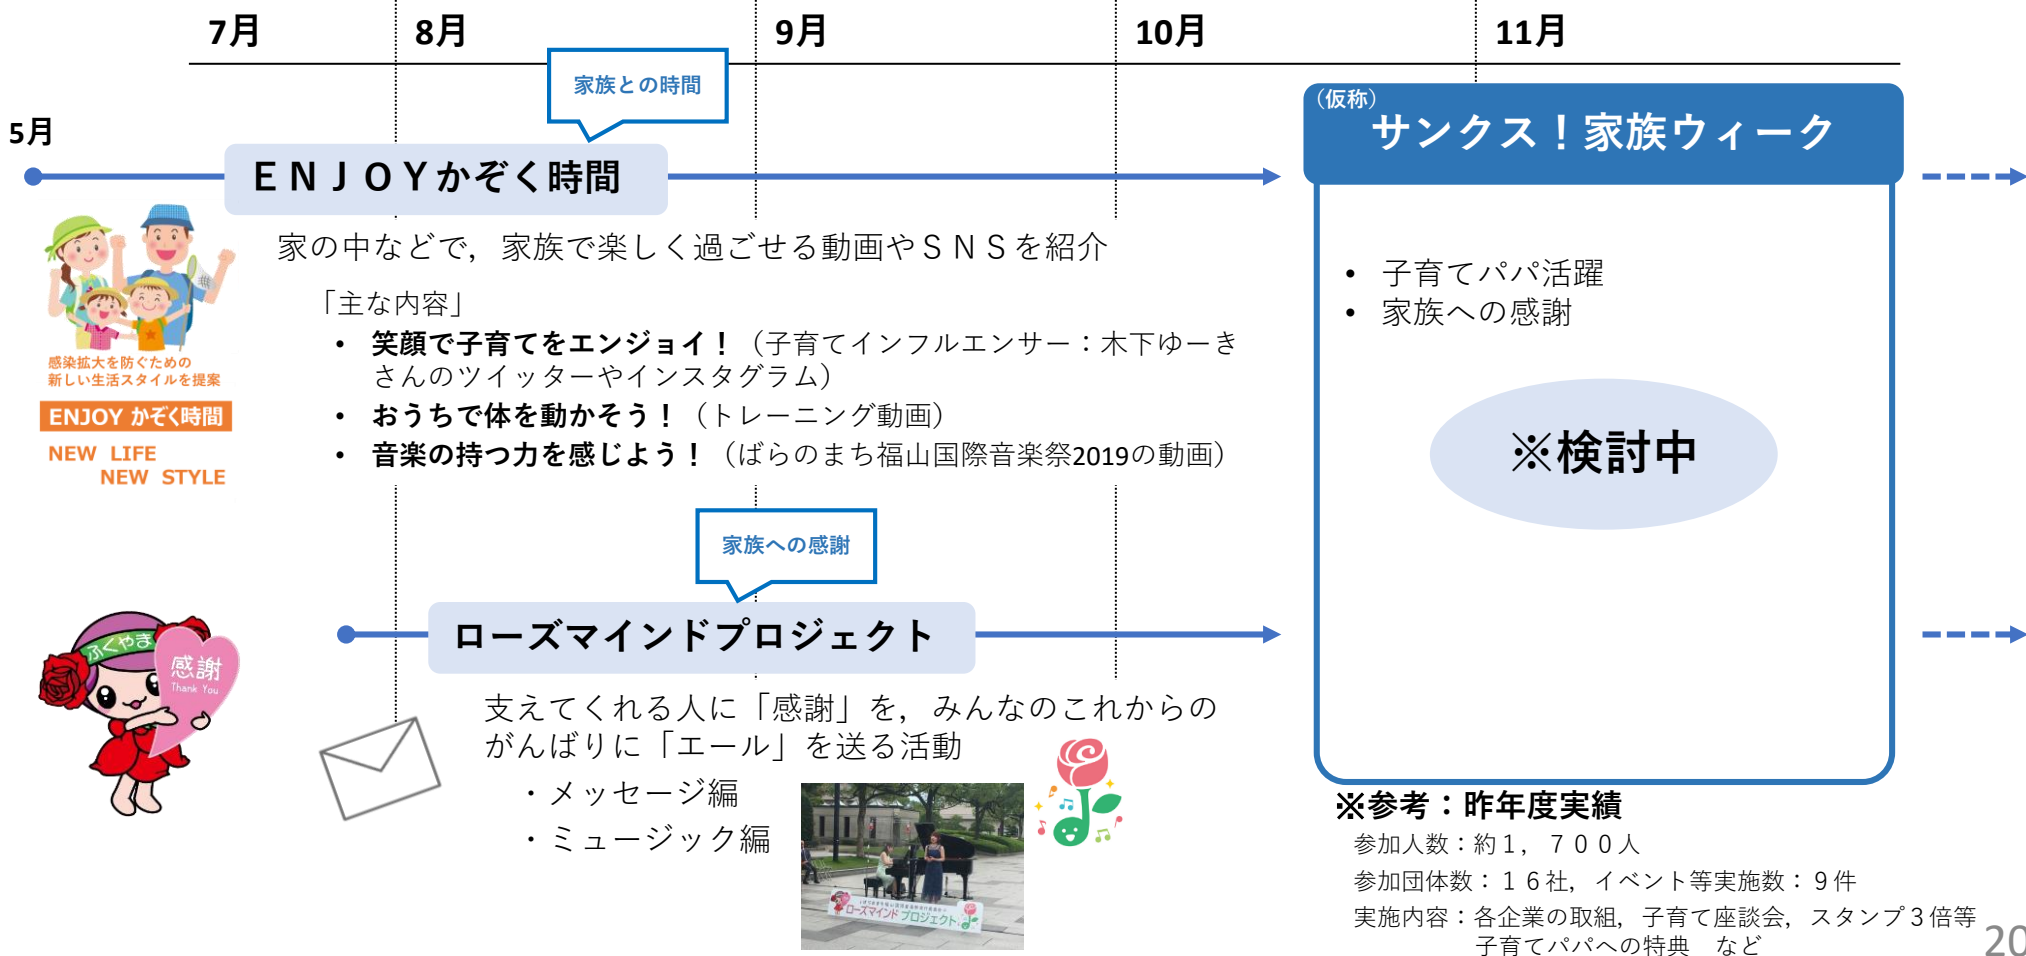 7月
8月
9月
10月
11月
家族との時間
5月
ＥＮＪＯＹかぞく時間
（仮称）
サンクス！家族ウィーク
家の中などで，家族で楽しく過ごせる動画やＳＮＳを紹介
「主な内容」
• 笑顔で子育てをエンジョイ！（子育てインフルエンサー：木下ゆーき
さんのツイッターやインスタグラム）
• おうちで体を動かそう！（トレーニング動画）
• 音楽の持つ力を感じよう！（ばらのまち福山国際音楽祭2019の動画）
感染拡大を防ぐための
新しい生活スタイルを提案
ENJOY かぞく時間
NEW LIFE
NEW STYLE
• 子育てパパ活躍
• 家族への感謝
※検討中
家族への感謝
ローズマインドプロジェクト
ふくやま
感謝
Thank You
支えてくれる人に「感謝」を，みんなのこれからの
がんばりに「エール」を送る活動
・メッセージ編
・ミュージック編
ローズマインド プロジェクト
※参考：昨年度実績
参加人数：約１，７００人
参加団体数：１６社，イベント等実施数：９件
実施内容：各企業の取組，子育て座談会，スタンプ３倍等
子育てパパへの特典　など
20